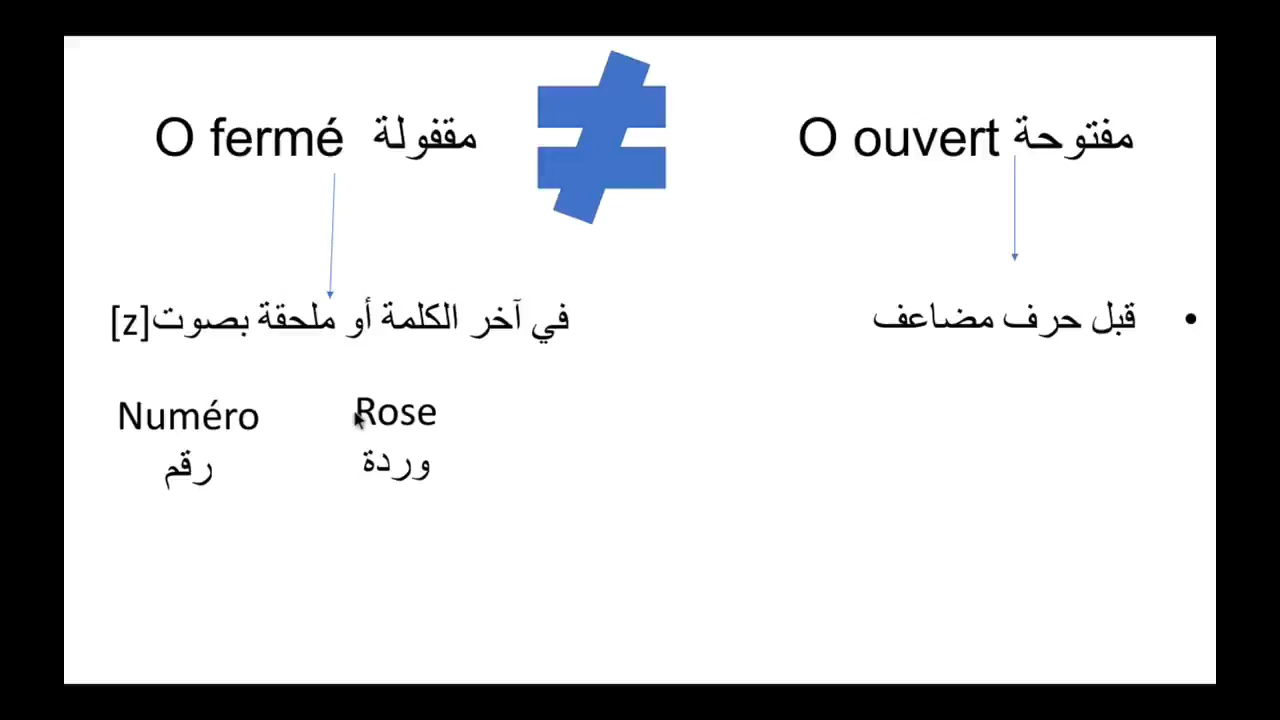 O fermé مقفولة
O ouvert مفتوحة
في آخر الكلمة أو ملحقة بصوت[z]
• قبل حرف مضاعف
Numéro
Rose
رقم
وردة